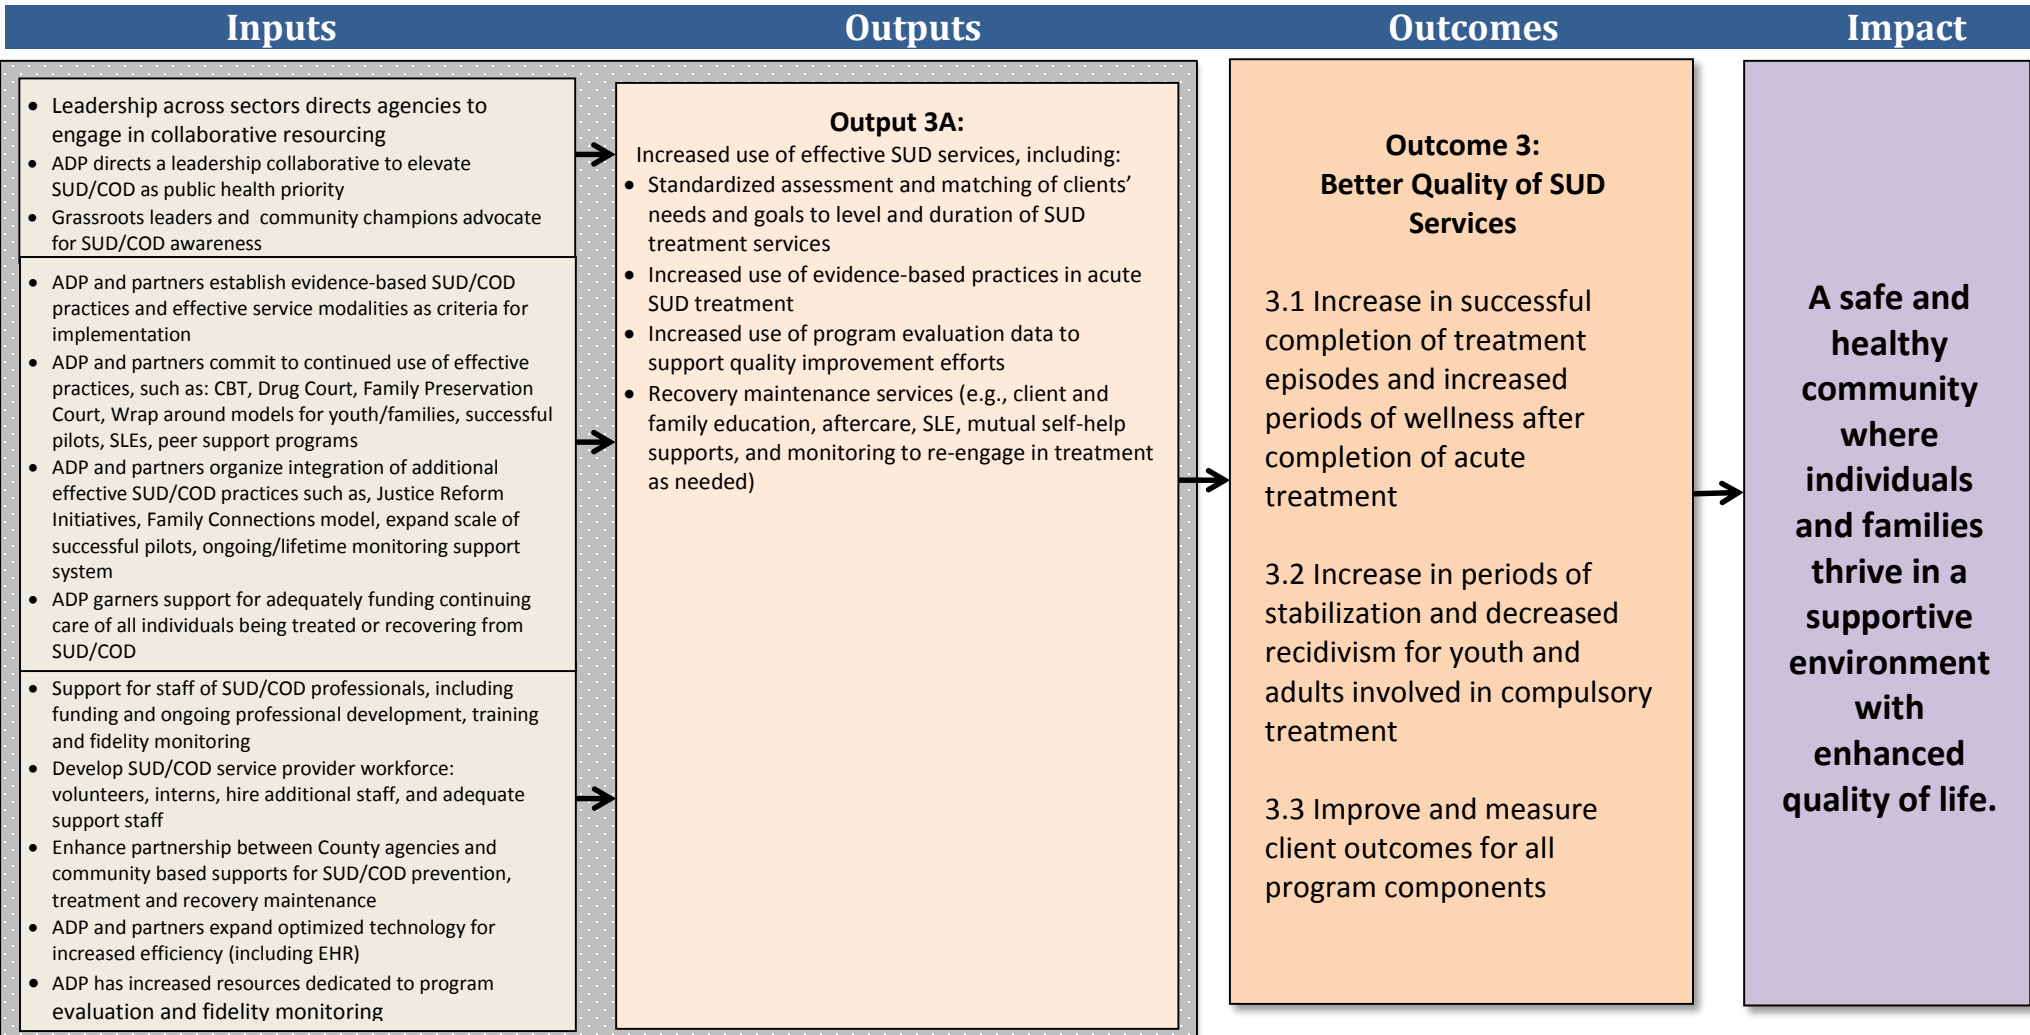 Inputs
Outputs
Outcomes
Impact
• Leadership across sectors directs agencies to
engage in collaborative resourcing
• ADP directs a leadership collaborative to elevate
SUD/COD as public health priority
• Grassroots leaders and community champions advocate
for SUD/COD awareness
• ADP and partners establish evidence-based SUD/COD
practices and effective service modalities as criteria for
implementation
• ADP and partners commit to continued use of effective
practices, such as: CBT, Drug Court, Family Preservation
Court, Wrap around models for youth/families, successful
pilots, SLEs, peer support programs
• ADP and partners organize integration of additional
effective SUD/COD practices such as, Justice Reform
Initiatives, Family Connections model, expand scale of
successful pilots, ongoing/lifetime monitoring support
system
• ADP garners support for adequately funding continuing
care of all individuals being treated or recovering from
SUD/COD
• Support for staff of SUD/COD professionals, including
funding and ongoing professional development, training
and fidelity monitoring
• Develop SUD/COD service provider workforce:
volunteers, interns, hire additional staff, and adequate
support staff
• Enhance partnership between County agencies and
community based supports for SUD/COD prevention,
treatment and recovery maintenance
• ADP and partners expand optimized technology for
increased efficiency (including EHR)
• ADP has increased resources dedicated to program
evaluation and fidelity monitoring
Output 3A:
Increased use of effective SUD services, including:
• Standardized assessment and matching of clients’
needs and goals to level and duration of SUD
treatment services
• Increased use of evidence-based practices in acute
SUD treatment
• Increased use of program evaluation data to
support quality improvement efforts
• Recovery maintenance services (e.g., client and
family education, aftercare, SLE, mutual self-help
supports, and monitoring to re-engage in treatment
as needed)
Outcome 3:
Better Quality of SUD
Services
3.1 Increase in successful
completion of treatment
episodes and increased
periods of wellness after
completion of acute
treatment
3.2 Increase in periods of
stabilization and decreased
recidivism for youth and
adults involved in compulsory
treatment
3.3 Improve and measure
client outcomes for all
program components
A safe and
healthy
community
where
individuals
and families
thrive in a
supportive
environment
with
enhanced
quality of life.